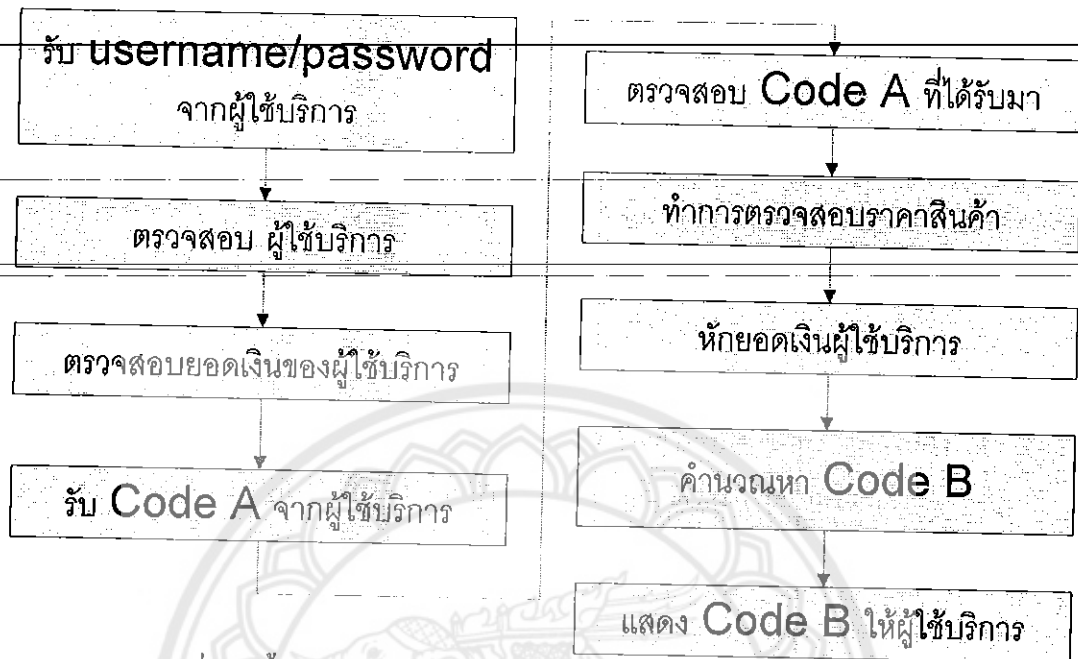 รับ username/password
จากผู้ใช้บริการ
ตรวจสอบ ผู้ใช้บริการ
ตรวจสอบยอดเงินของผู้ใช้บริการ
รับ Code A จากผู้ใช้บริการ
ตรวจสอบ Code A ที่ได้รับมา
ทำการตรวจสอบราคาสินค้า
หักยอดเงินผู้ใช้บริการ
คำนวณหา Code B
แสดง Code B ให้ผู้ใช้บริการ